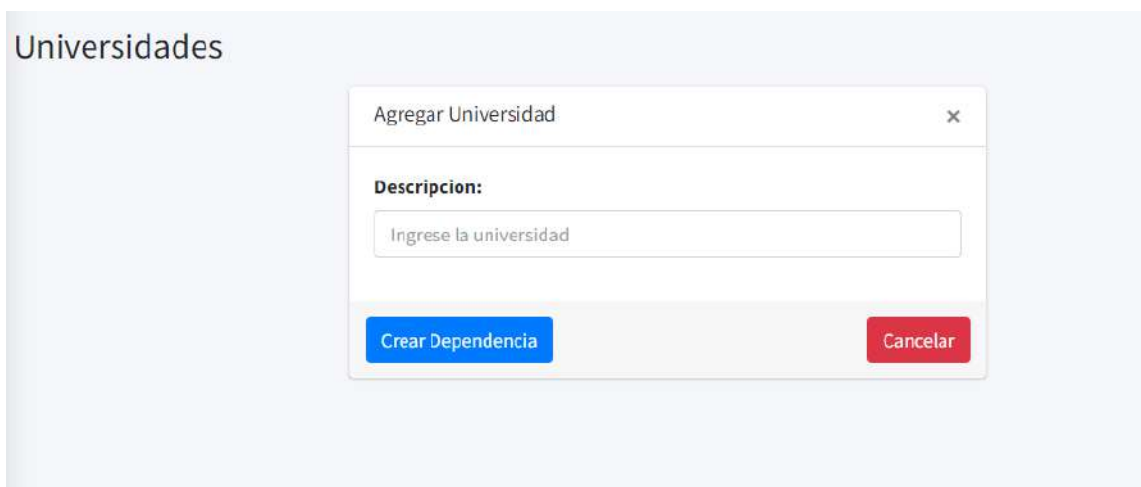 Universidades
Agregar Universidad ×
Descripcion:
Ingrese la universidad
Crear Dependencia Cancelar